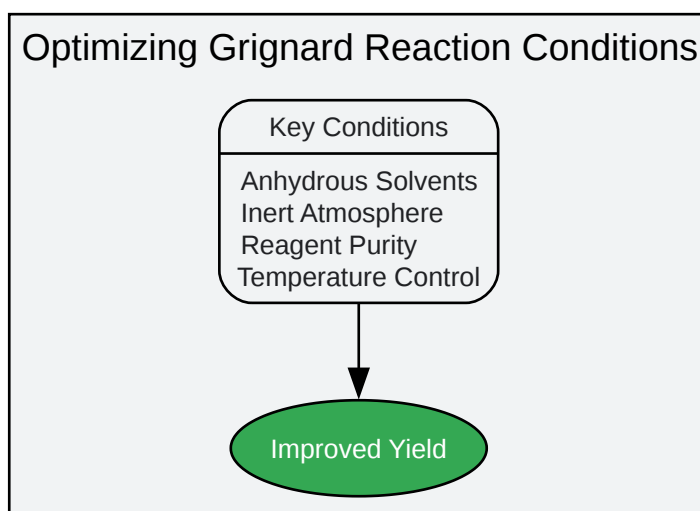 Optimizing Grignard Reaction Conditions
Key Conditions
Anhydrous Solvents
Inert Atmosphere
Reagent Purity
Temperature Control
Improved Yield